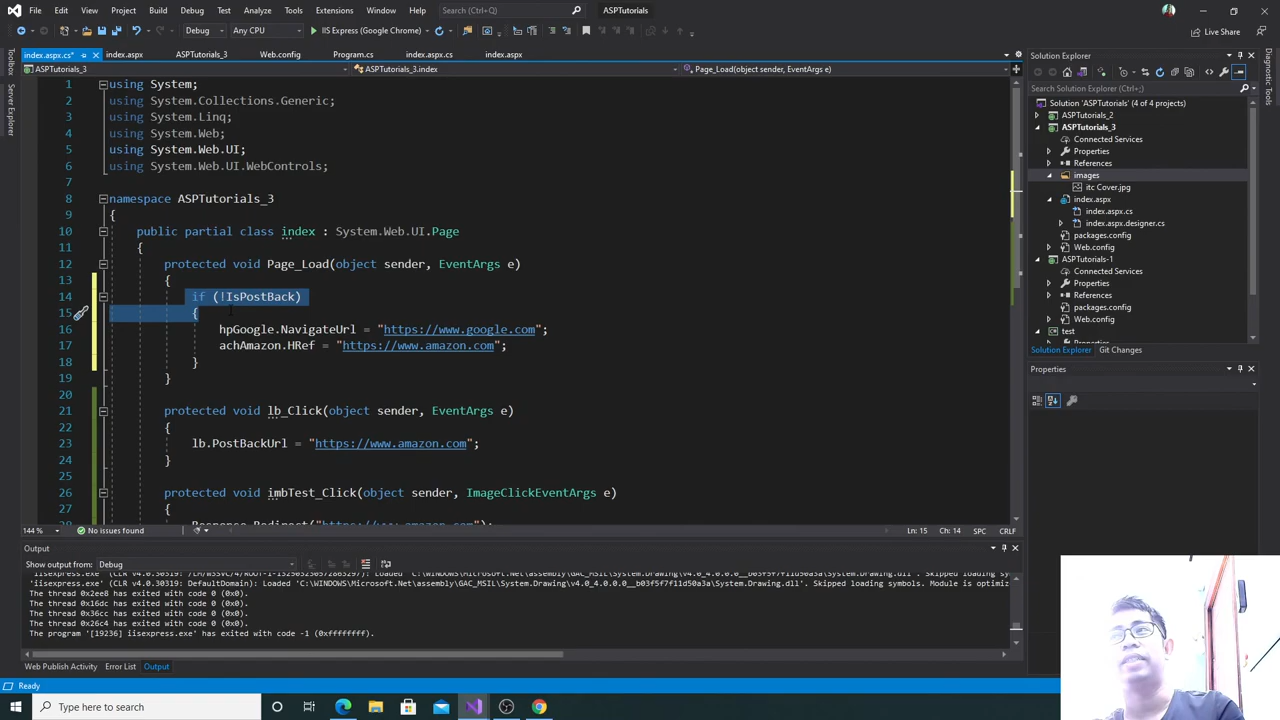 File Edit View Project Build Debug Test Analyze Tools Extensions Window Help Search (Ctrl+Q) ASPTutorials
Debug Any CPU IIS Express (Google Chrome) Live Share
index.aspx.cs* index.aspx ASPTutorials_3 Web.config Program.cs index.aspx.cs index.aspx
ASPTutorials_3 ASPTutorials_3.index Page_Load(object sender, EventArgs e)
Toolbox
Server Explorer
1 using System;
2 using System.Collections.Generic;
3 using System.Linq;
4 using System.Web;
5 using System.Web.UI;
6 using System.Web.UI.WebControls;
7
8 namespace ASPTutorials_3
9 {
10 public partial class index : System.Web.UI.Page
11 {
12 protected void Page_Load(object sender, EventArgs e)
13 {
14 if (!IsPostBack)
15 {
16 hpGoogle.NavigateUrl = "https://www.google.com";
17 achAmazon.HRef = "https://www.amazon.com";
18 }
19 }
20
21 protected void lb_Click(object sender, EventArgs e)
22 {
23 lb.PostBackUrl = "https://www.amazon.com";
24 }
25
26 protected void imbTest_Click(object sender, ImageClickEventArgs e)
27 {
28 Response.Redirect("https://www.amazon.com");
144 % No issues found Ln: 15 Ch: 14 SPC CRLF
Output
Show output from: Debug
The thread 0x2ee8 has exited with code 0 (0x0).
The thread 0x16dc has exited with code 0 (0x0).
The thread 0x36cc has exited with code 0 (0x0).
The thread 0x26c4 has exited with code 0 (0x0).
The program '[19236] iisexpress.exe' has exited with code -1 (0xffffffff).
Web Publish Activity Error List Output
Ready
Solution Explorer
Search Solution Explorer (Ctrl+;)
Solution 'ASPTutorials' (4 of 4 projects)
ASPTutorials_2
ASPTutorials_3
Connected Services
Properties
References
images
itc Cover.jpg
index.aspx
index.aspx.cs
index.aspx.designer.cs
packages.config
Web.config
ASPTutorials-1
Connected Services
Properties
References
packages.config
Web.config
test
Properties
Solution Explorer Git Changes
Properties
Diagnostic Tools
Type here to search